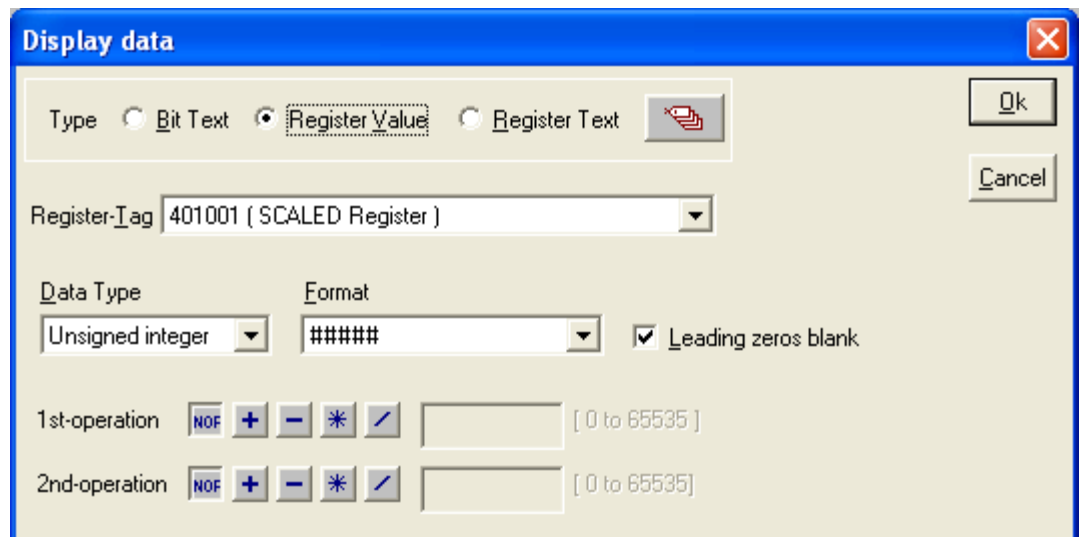 Display data
Type Bit Text Register Value Register Text
Ok
Cancel
Register-Tag 401001 ( SCALED Register )
Data Type Format
Unsigned integer ##### Leading zeros blank
1st-operation NOP + - * / [ 0 to 65535 ]
2nd-operation NOP + - * / [ 0 to 65535]